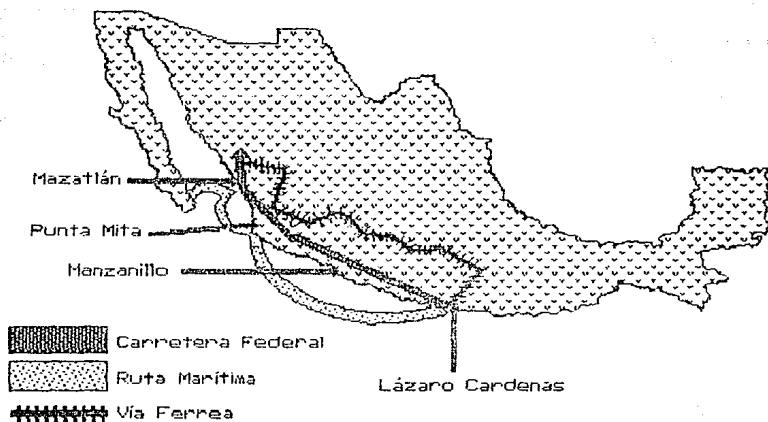 Mazatlán
Punta Mita
Manzanillo
Carretera Federal
Ruta Marítima
Lázaro Cardenas
Vía Ferrea